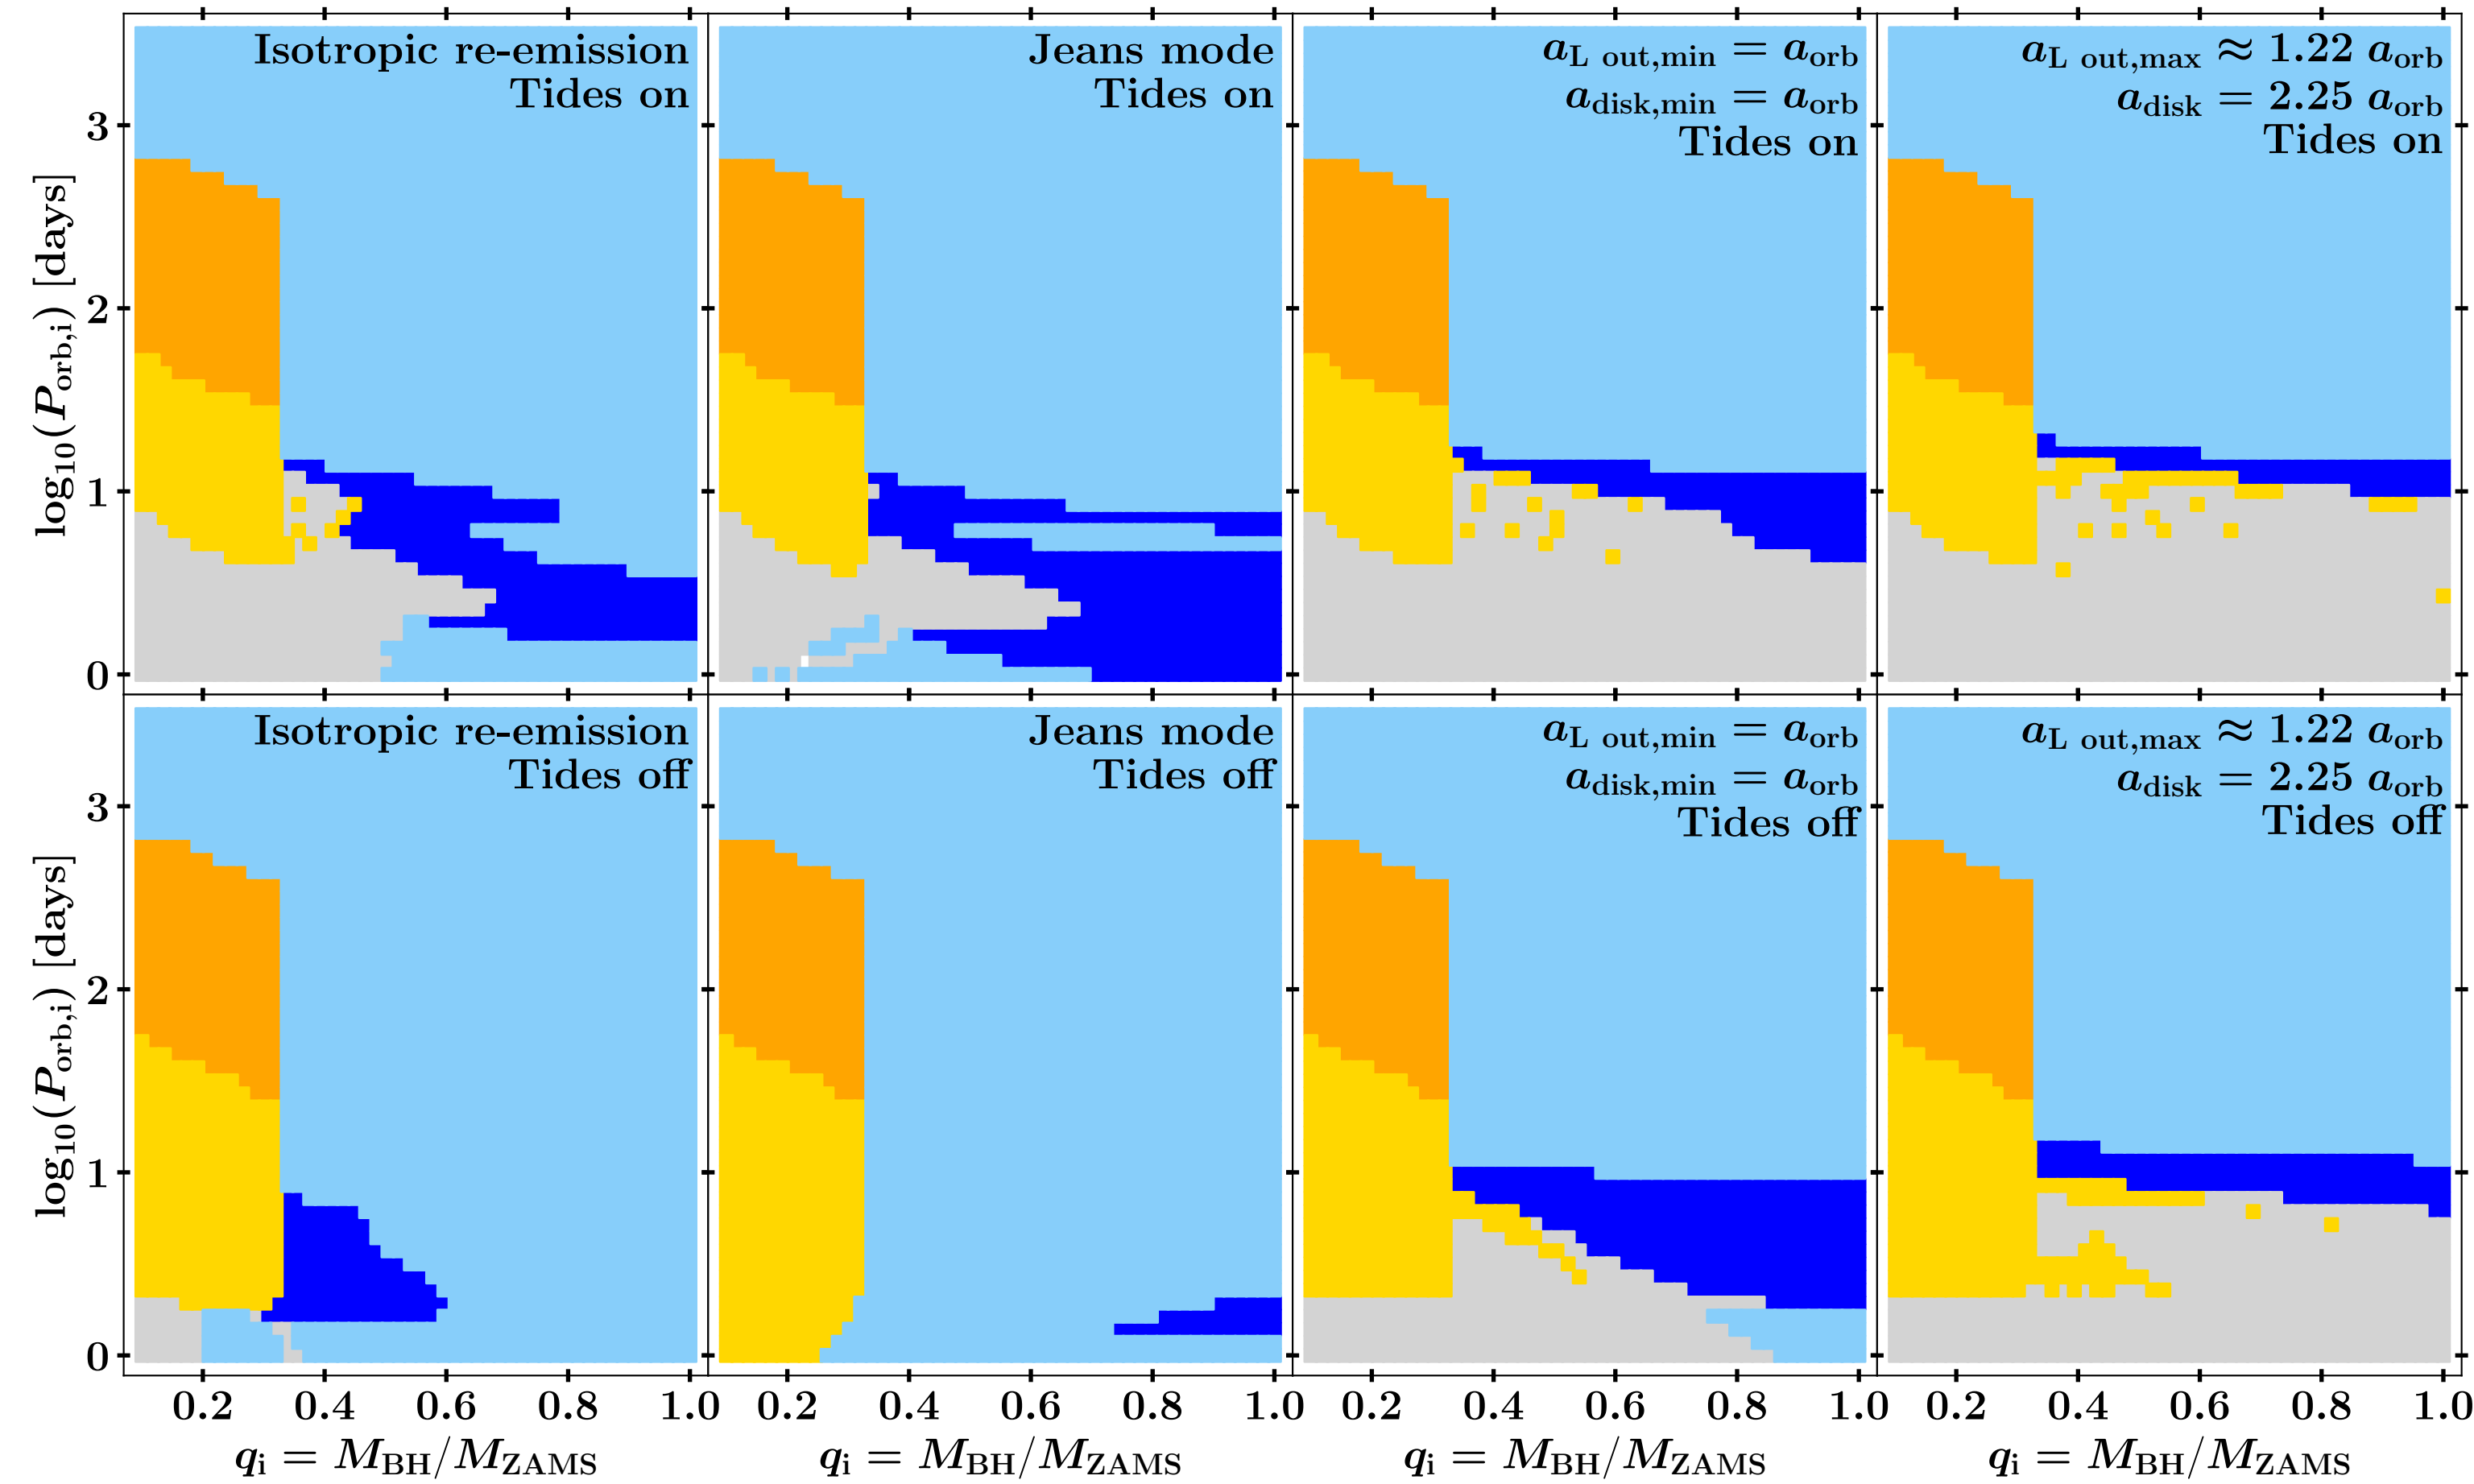 Isotropic re-emission
Tides on
Jeans mode
Tides on
a_L out,min = a_orb
a_disk,min = a_orb
Tides on
a_L out,max ≈ 1.22 a_orb
a_disk = 2.25 a_orb
Tides on
log10(P_orb,i) [days]
3
2
1
0
Isotropic re-emission
Tides off
Jeans mode
Tides off
a_L out,min = a_orb
a_disk,min = a_orb
Tides off
a_L out,max ≈ 1.22 a_orb
a_disk = 2.25 a_orb
Tides off
log10(P_orb,i) [days]
3
2
1
0
0.2 0.4 0.6 0.8 1.0 0.2 0.4 0.6 0.8 1.0 0.2 0.4 0.6 0.8 1.0 0.2 0.4 0.6 0.8 1.0
q_i = M_BH/M_ZAMS q_i = M_BH/M_ZAMS q_i = M_BH/M_ZAMS q_i = M_BH/M_ZAMS